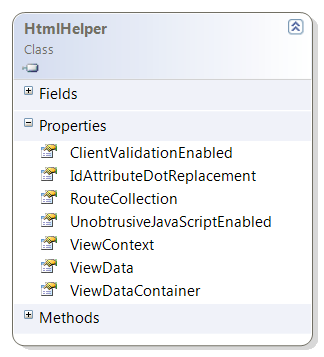 HtmlHelper
Class
Fields
Properties
ClientValidationEnabled
IdAttributeDotReplacement
RouteCollection
UnobtrusiveJavaScriptEnabled
ViewContext
ViewData
ViewDataContainer
Methods